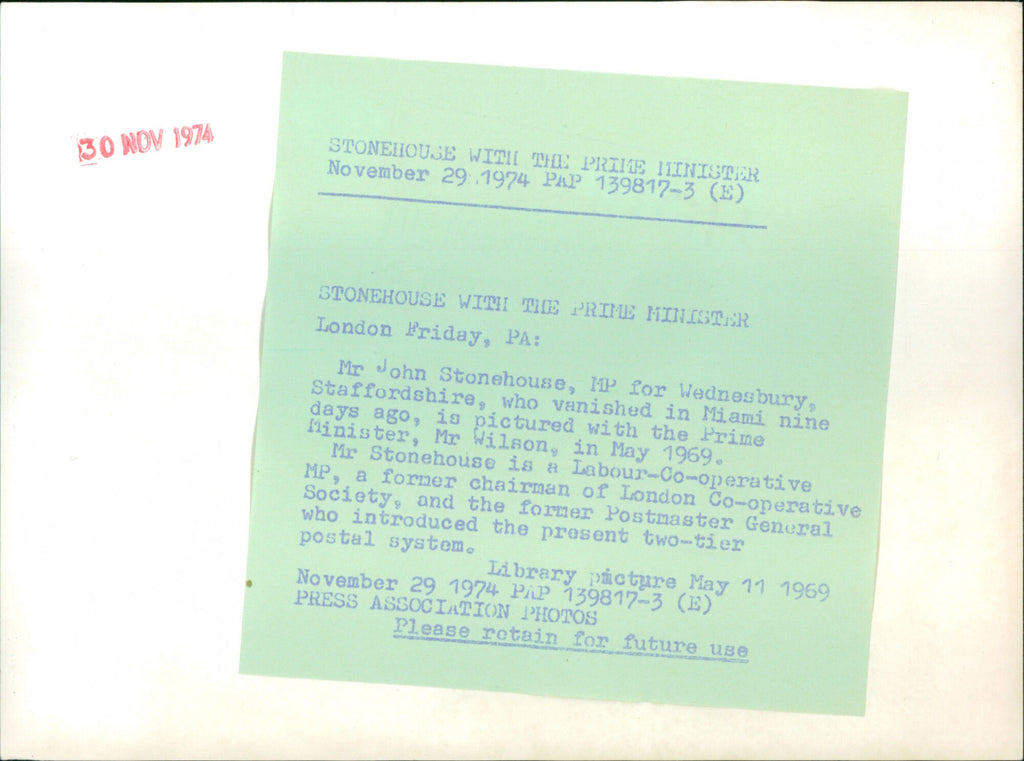 30 NOV 1974
STONEHOUSE WITH THE PRIME MINISTER
November 29 1974 PAP 139817-3 (E)
STONEHOUSE WITH THE PRIME MINISTER
London Friday, PA:
Mr John Stonehouse, MP for Wednesbury,
Staffordshire, who vanished in Miami nine
days ago, is pictured with the Prime
Minister, Mr Wilson, in May 1969.
Mr Stonehouse is a Labour-Co-operative
MP, a former chairman of London Co-operative
Society, and the former Postmaster General
who introduced the present two-tier
postal system.
Library picture May 11 1969
November 29 1974 PAP 139817-3 (E)
PRESS ASSOCIATION PHOTOS
Please retain for future use